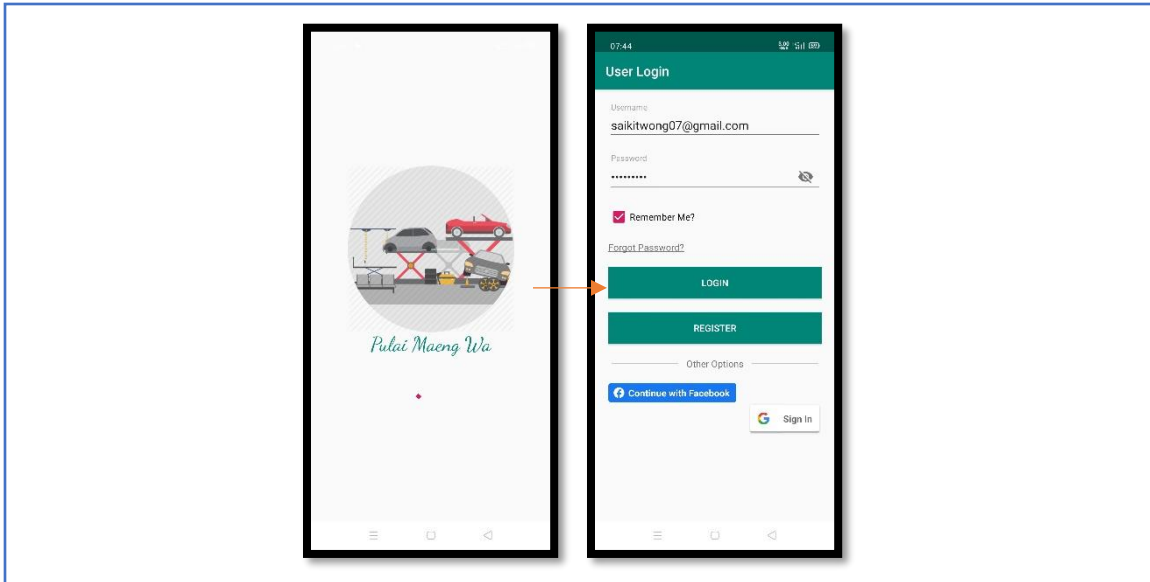 Pulai Maeng Wa
07:44
User Login
Username
saikitwong07@gmail.com
Password
•••••••••
Remember Me?
Forgot Password?
LOGIN
REGISTER
Other Options
Continue with Facebook
Sign In